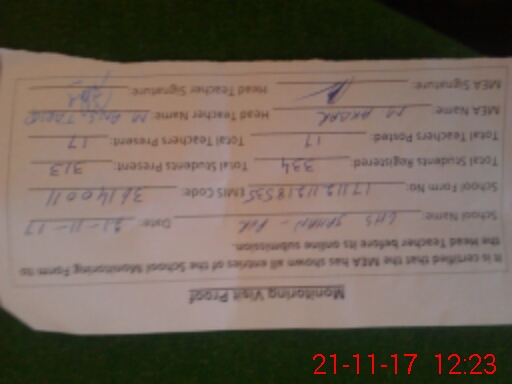 Monitoring Visit Proof
It is certified that the MEA has shown all entries of the School Monitoring Form to
the Head Teacher before its online submission.
School Name: GHS Date: 21-11-17
School Form No: EMIS Code: 36140011
Total Students Registered: 334 Total Students Present: 313
Total Teachers Posted: 17 Total Teachers Present: 17
MEA Name: M AKBAR Head Teacher Name: M
MEA Signature: Head Teacher Signature:
21-11-17 12:23